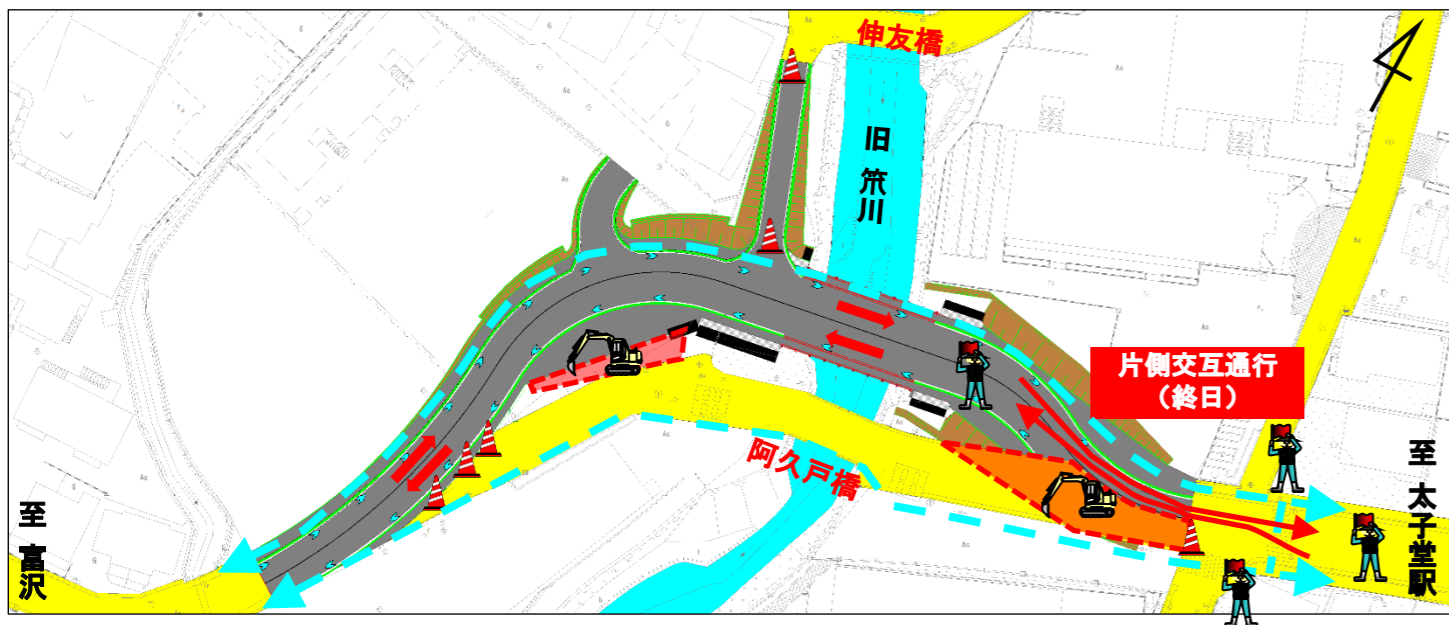 伸友橋
旧 笊川
片側交互通行
（終日）
阿久戸橋
至 富沢
至 太子堂駅